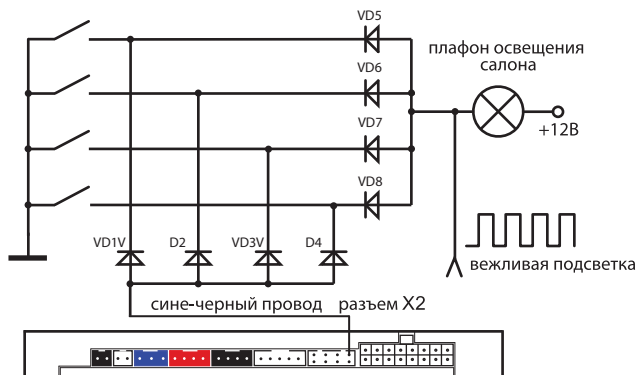 VD5
плафон освещения
салона
VD6
+12В
VD7
VD8
VD1V
D2
VD3V
D4
вежливая подсветка
сине-черный провод разъем X2